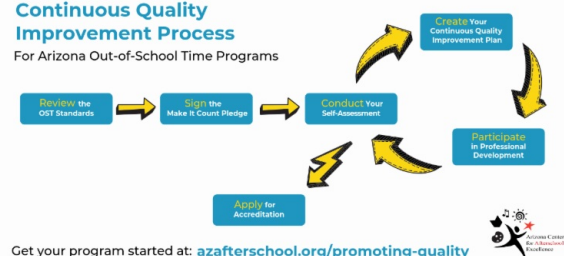 Continuous Quality
Improvement Process
For Arizona Out-of-School Time Programs
Create Your
Continuous Quality
Improvement Plan
Review the
OST Standards
Sign the
Make It Count Pledge
Conduct Your
Self-Assessment
Participate
in Professional
Development
Apply for
Accreditation
Arizona Center
for Afterschool
Excellence
Get your program started at: azafterschool.org/promoting-quality